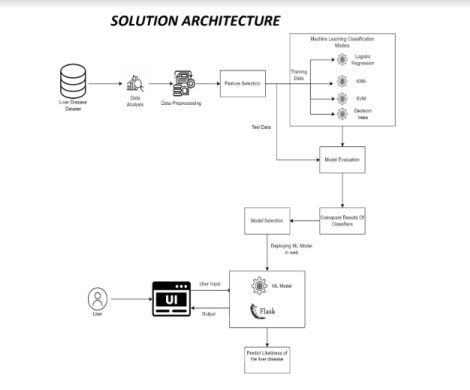 SOLUTION ARCHITECTURE
Machine Learning Classification
Models
Logistic
Regression
Training
Data
KNN
SVM
Decision
trees
Liver Disease
Dataset
Data
Analysis
Data Preprocessing
Feature Selection
Test Data
Model Evaluation
Model Selection
Comapare Results Of
Classifiers
Deploying ML Model
in web
User Input
ML Model
UI
Output
Flask
User
Predict Likeliness of
the liver disease